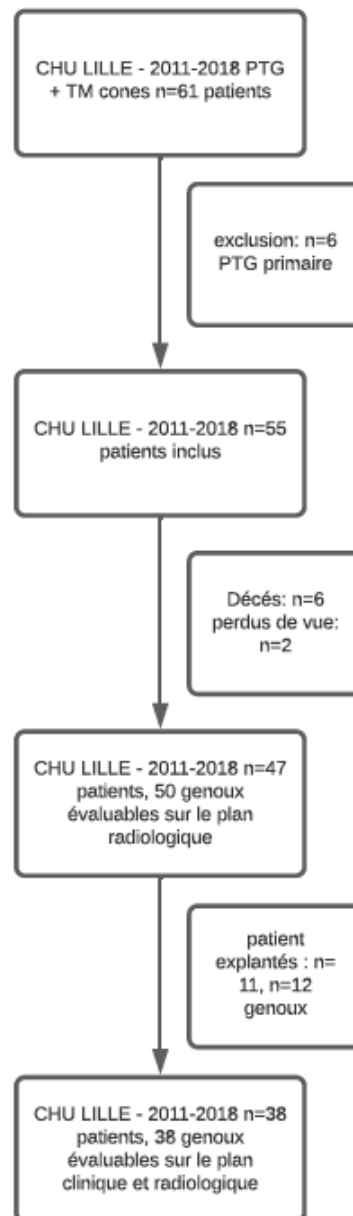 CHU LILLE - 2011-2018 PTG
+ TM cones n=61 patients
exclusion: n=6
PTG primaire
CHU LILLE - 2011-2018 n=55
patients inclus
Décés: n=6
perdus de vue:
n=2
CHU LILLE - 2011-2018 n=47
patients, 50 genoux
évaluables sur le plan
radiologique
patient
explantés : n=
11, n=12
genoux
CHU LILLE - 2011-2018 n=38
patients, 38 genoux
évaluables sur le plan
clinique et radiologique